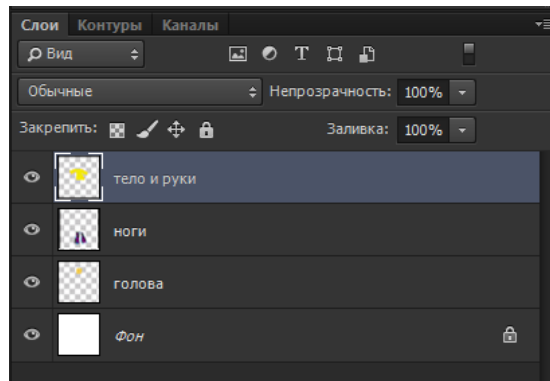 Слои Контуры Каналы
Вид
Обычные Непрозрачность: 100%
Закрепить: Заливка: 100%
тело и руки
ноги
голова
Фон